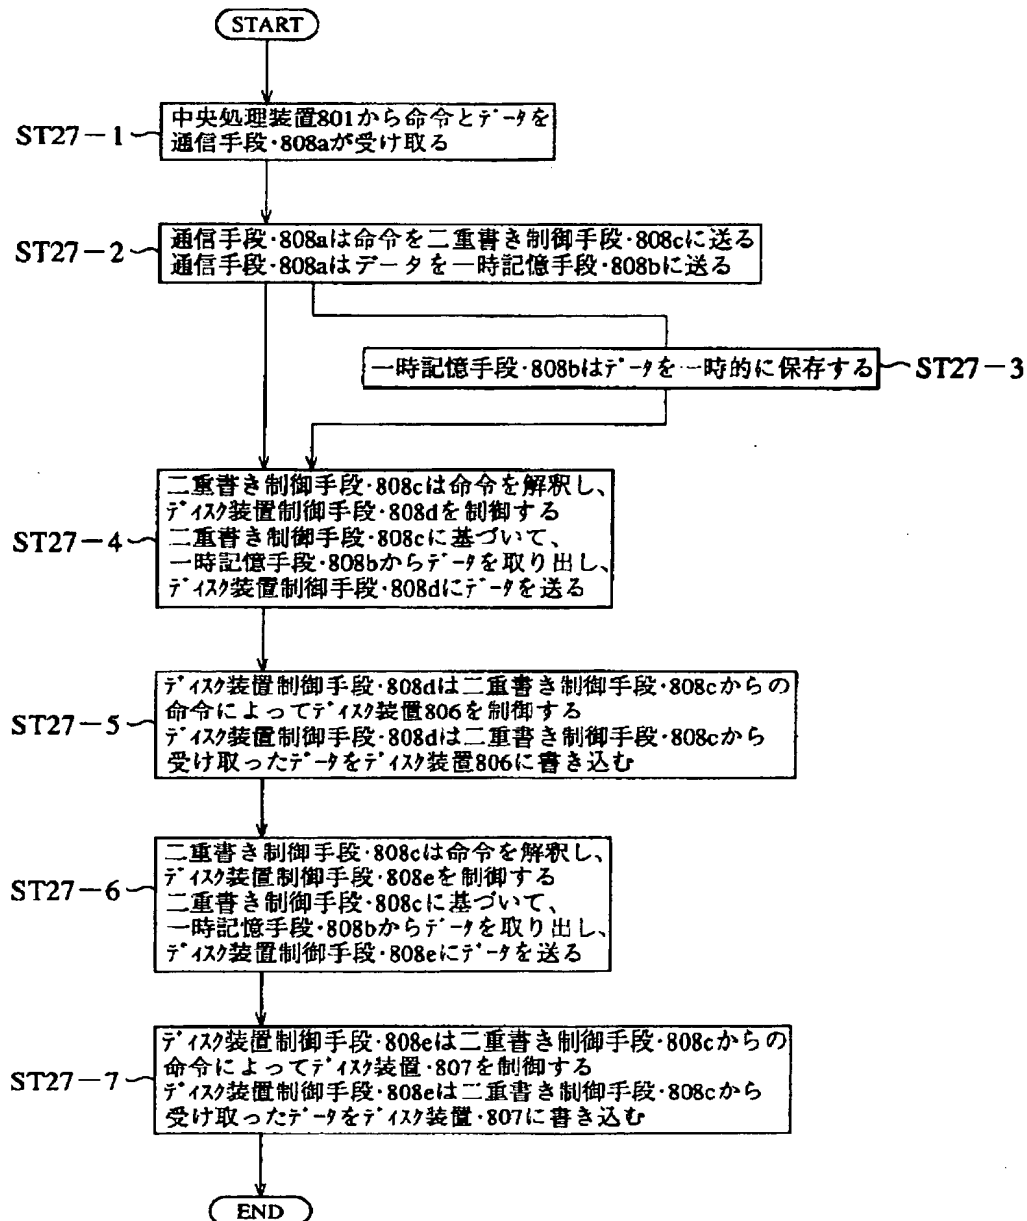 START
ST27-1
中央処理装置801から命令とﾃﾞｰﾀを
通信手段·808aが受け取る
ST27-2
通信手段·808aは命令を二重書き制御手段·808cに送る
通信手段·808aはデータを一時記憶手段·808bに送る
一時記憶手段·808bはﾃﾞｰﾀを一時的に保存する
ST27-3
ST27-4
二重書き制御手段·808cは命令を解釈し、
ﾃﾞｨｽｸ装置制御手段·808dを制御する
二重書き制御手段·808cに基づいて、
一時記憶手段·808bからﾃﾞｰﾀを取り出し、
ﾃﾞｨｽｸ装置制御手段·808dにﾃﾞｰﾀを送る
ST27-5
ﾃﾞｨｽｸ装置制御手段·808dは二重書き制御手段·808cからの
命令によってﾃﾞｨｽｸ装置806を制御する
ﾃﾞｨｽｸ装置制御手段·808dは二重書き制御手段·808cから
受け取ったﾃﾞｰﾀをﾃﾞｨｽｸ装置806に書き込む
ST27-6
二重書き制御手段·808cは命令を解釈し、
ﾃﾞｨｽｸ装置制御手段·808eを制御する
二重書き制御手段·808cに基づいて、
一時記憶手段·808bからﾃﾞｰﾀを取り出し、
ﾃﾞｨｽｸ装置制御手段·808eにﾃﾞｰﾀを送る
ST27-7
ﾃﾞｨｽｸ装置制御手段·808eは二重書き制御手段·808cからの
命令によってﾃﾞｨｽｸ装置·807を制御する
ﾃﾞｨｽｸ装置制御手段·808eは二重書き制御手段·808cから
受け取ったﾃﾞｰﾀをﾃﾞｨｽｸ装置·807に書き込む
END